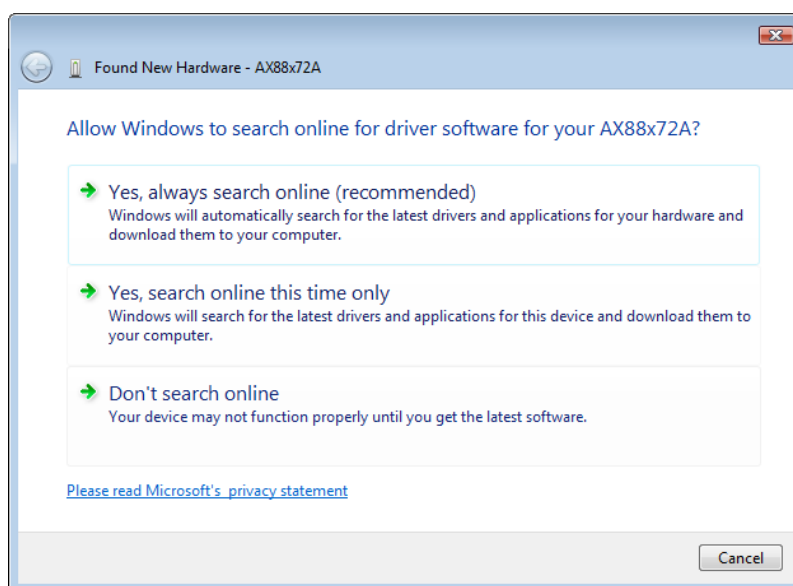 Found New Hardware - AX88x72A
Allow Windows to search online for driver software for your AX88x72A?
Yes, always search online (recommended)
Windows will automatically search for the latest drivers and applications for your hardware and
download them to your computer.
Yes, search online this time only
Windows will search for the latest drivers and applications for this device and download them to
your computer.
Don't search online
Your device may not function properly until you get the latest software.
Please read Microsoft's  privacy statement
Cancel